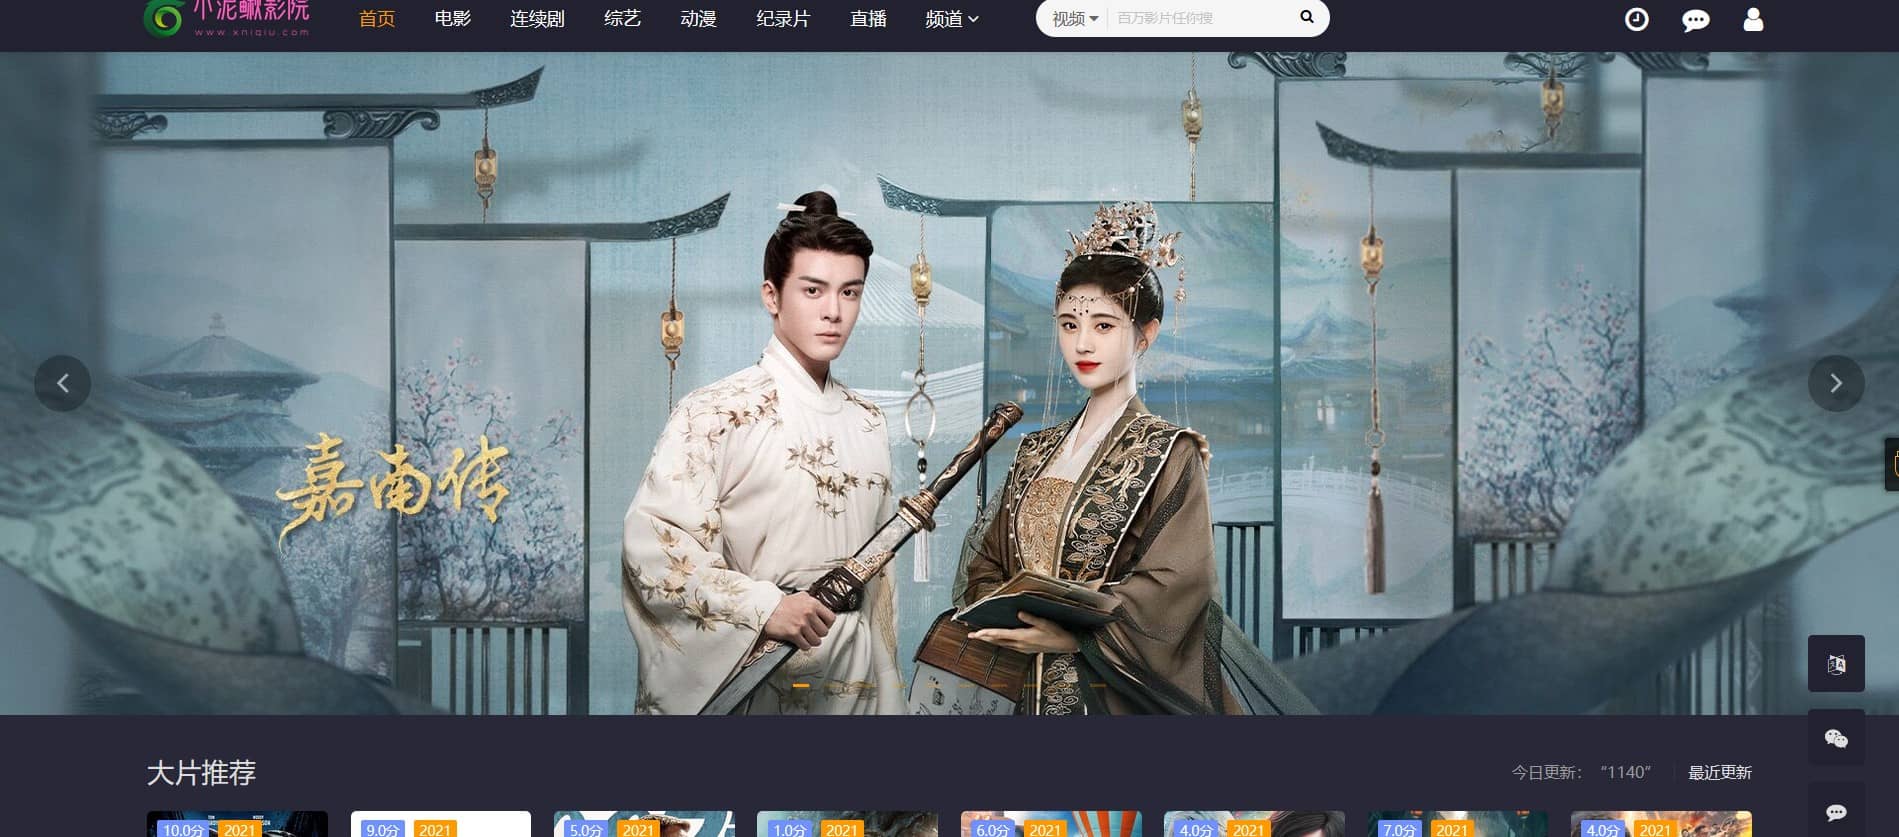 小泥鳅影院
www.xniqiu.com
首页 电影 连续剧 综艺 动漫 纪录片 直播 频道
视频 百万影片任你搜
嘉南传
大片推荐
今日更新： “1140” 最近更新
10.0分 2021 9.0分 2021 5.0分 2021 1.0分 2021 6.0分 2021 4.0分 2021 7.0分 2021 4.0分 2021